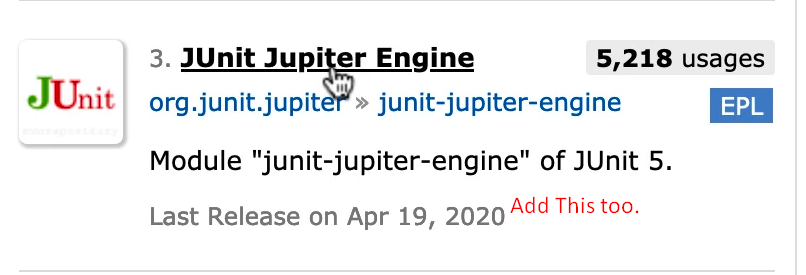 3. JUnit Jupiter Engine
5,218 usages
JUnit
org.junit.jupiter » junit-jupiter-engine
EPL
Module "junit-jupiter-engine" of JUnit 5.
Last Release on Apr 19, 2020
Add This too.